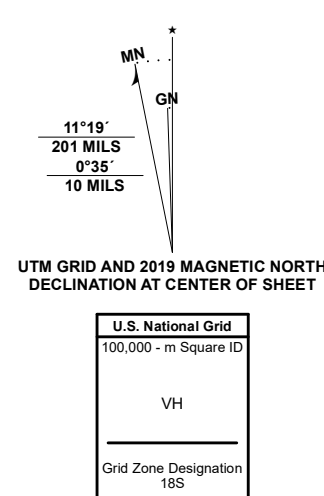 ★
MN
GN
11°19´
201 MILS
0°35´
10 MILS
UTM GRID AND 2019 MAGNETIC NORTH
DECLINATION AT CENTER OF SHEET
U.S. National Grid
100,000 - m Square ID
VH
Grid Zone Designation
18S